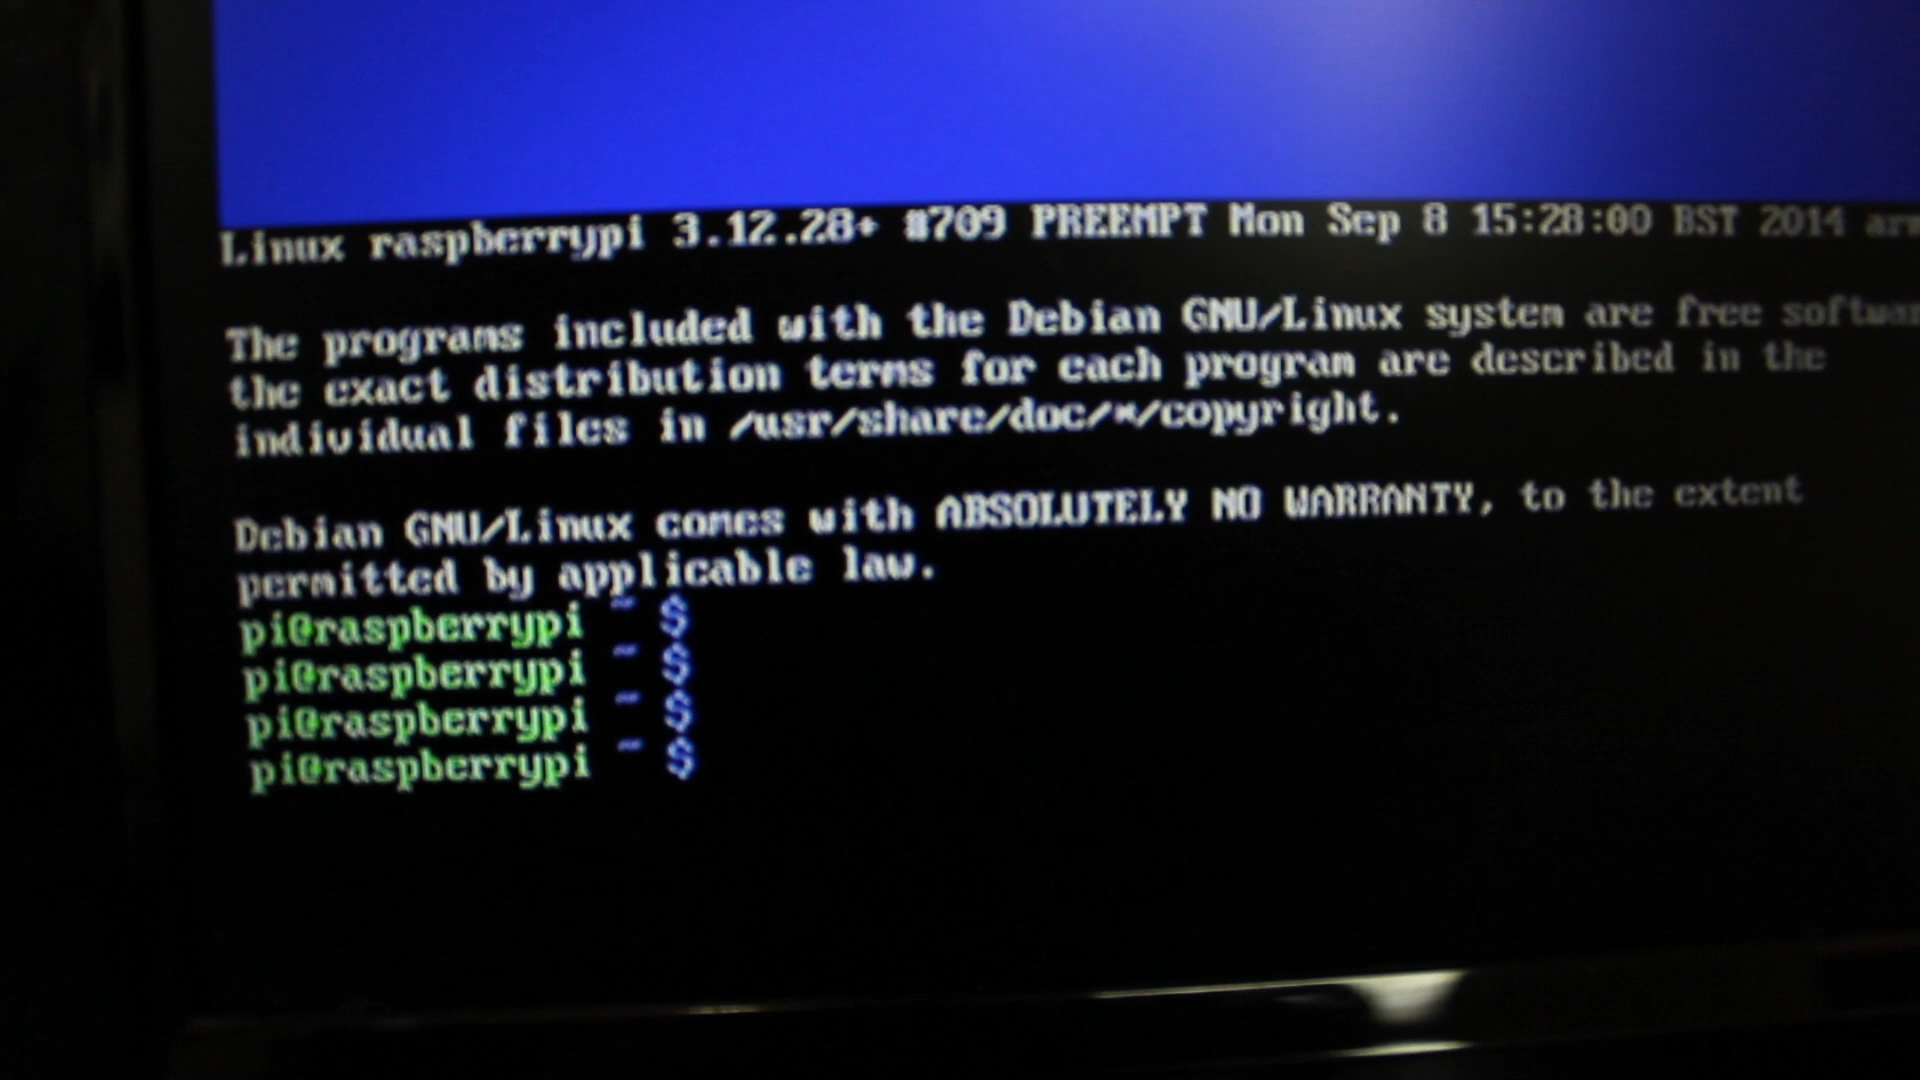 Linux raspberrypi 3.12.28+ #709 PREEMPT Mon Sep 8 15:28:00 BST 2014
The programs included with the Debian GNU/Linux system are free
the exact distribution terms for each program are described in the
individual files in /usr/share/doc/*/copyright.
Debian GNU/Linux comes with ABSOLUTELY NO WARRANTY, to the extent
permitted by applicable law.
pi@raspberrypi ~ $
pi@raspberrypi ~ $
pi@raspberrypi ~ $
pi@raspberrypi ~ $